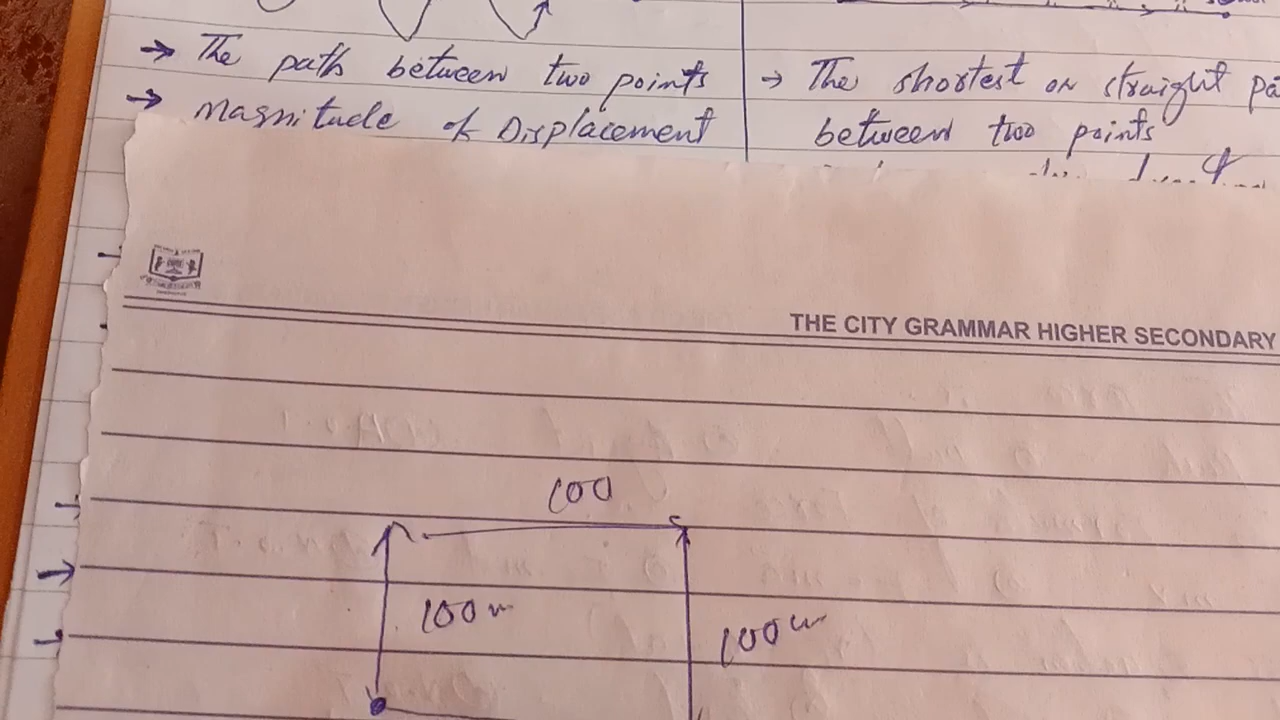 → The path between two points
→ Magnitude of Displacement
→ The shortest or straight pa
between two points
THE CITY GRAMMAR HIGHER SECONDARY
100
100m
100m